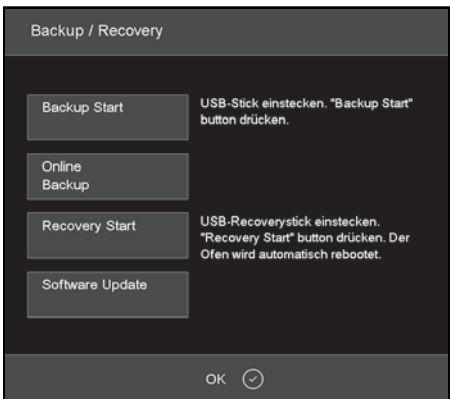 Backup / Recovery
Backup Start
USB-Stick einstecken. "Backup Start"
button drücken.
Online
Backup
Recovery Start
USB-Recoverystick einstecken.
"Recovery Start" button drücken. Der
Ofen wird automatisch rebootet.
Software Update
OK